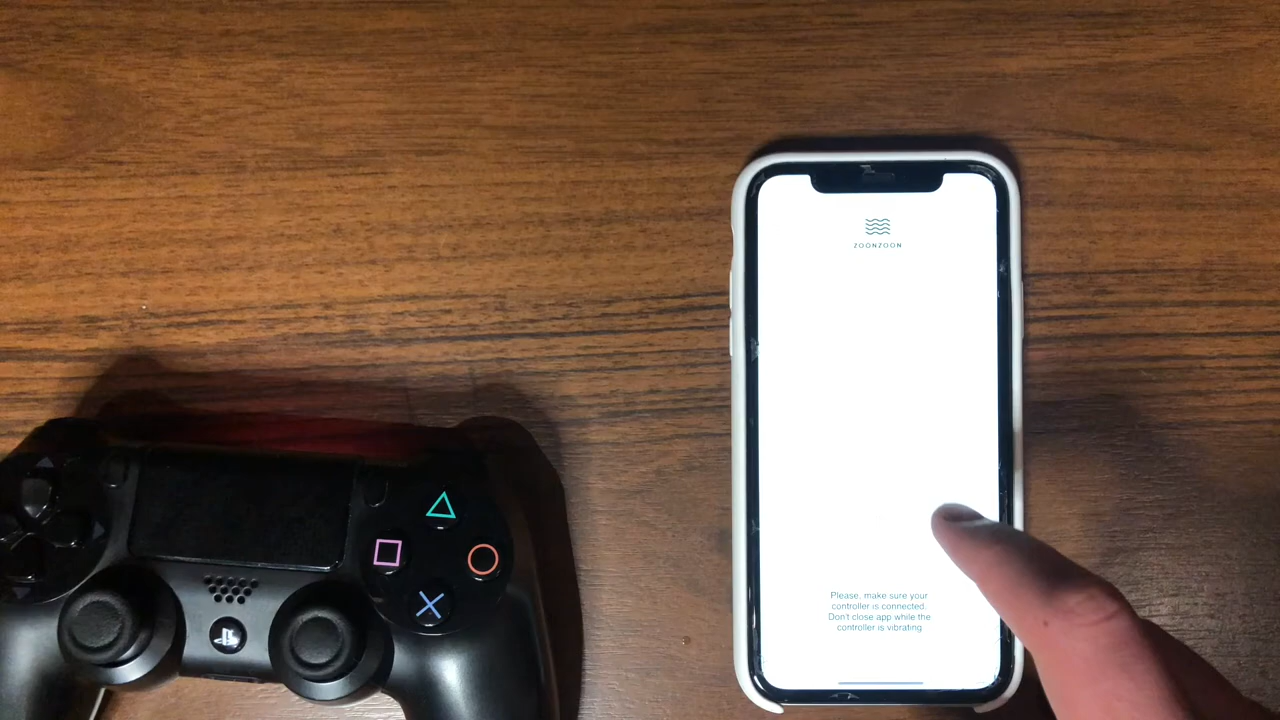 ZOONZOON
Please, make sure your
controller is connected.
Don't close app while the
controller is vibrating